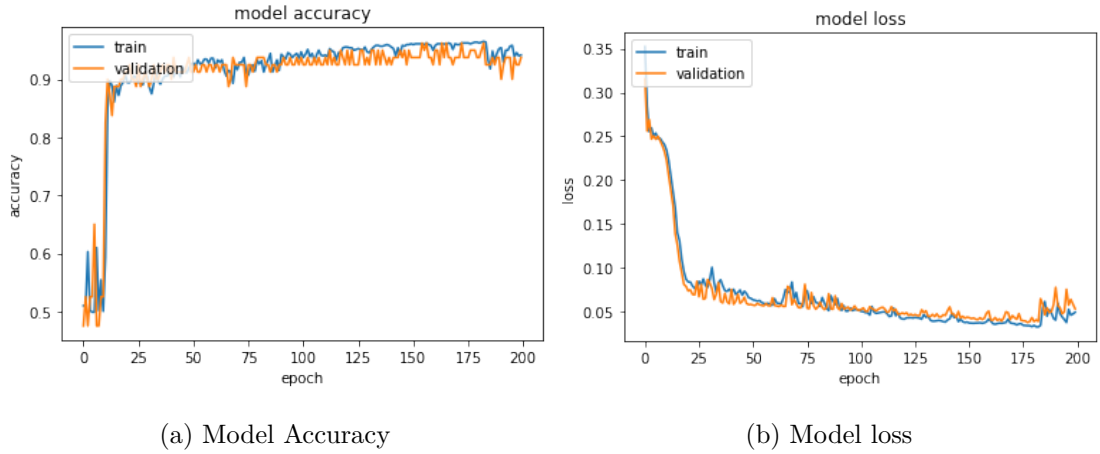 model accuracy
train
validation
0.9
0.8
0.7
0.6
0.5
accuracy
0 25 50 75 100 125 150 175 200
epoch
(a) Model Accuracy
model loss
train
validation
0.35
0.30
0.25
0.20
0.15
0.10
0.05
loss
0 25 50 75 100 125 150 175 200
epoch
(b) Model loss